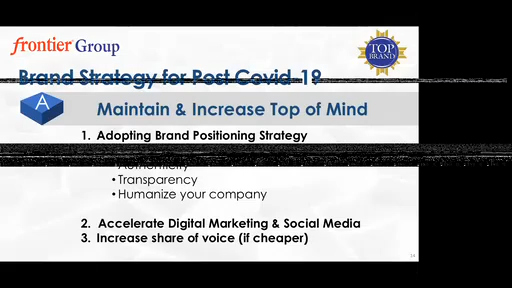 frontier Group
TOP
BRAND
Brand Strategy for Post Covid-19
A
Maintain & Increase Top of Mind
1. Adopting Brand Positioning Strategy
• Authenticity
• Transparency
• Humanize your company
2. Accelerate Digital Marketing & Social Media
3. Increase share of voice (if cheaper)